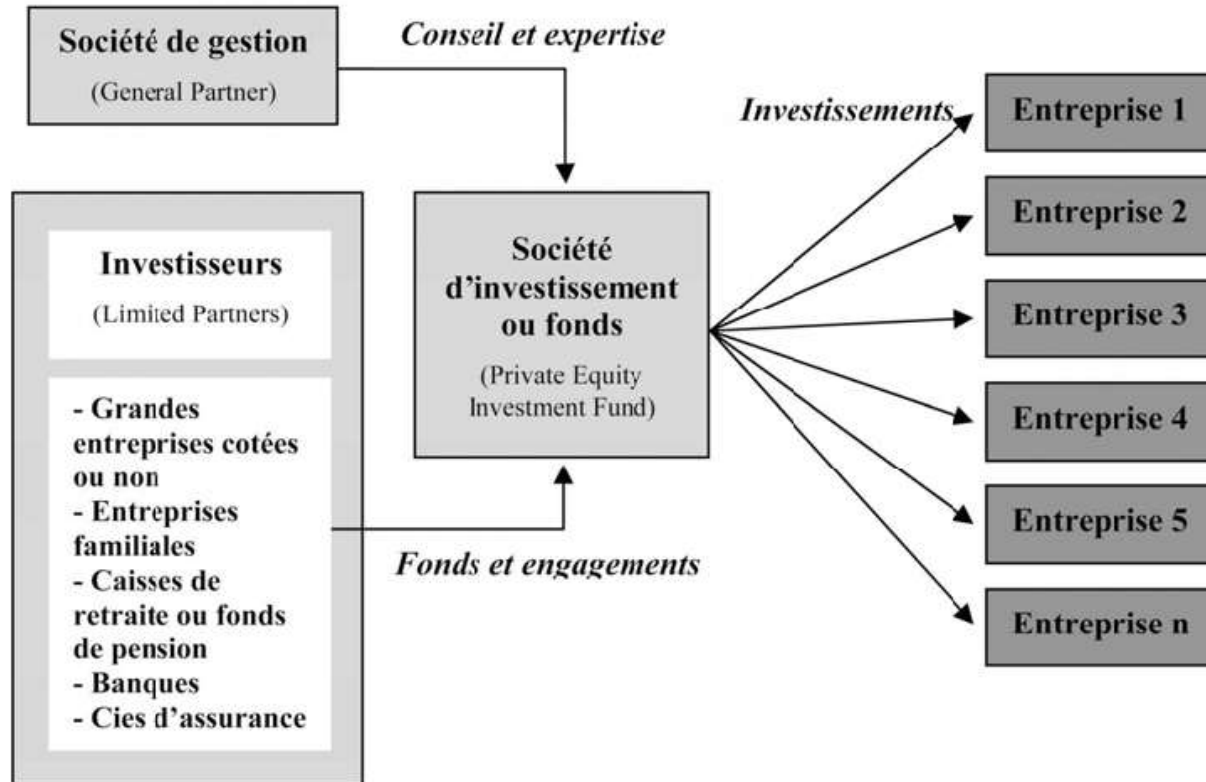 Société de gestion
(General Partner)
Conseil et expertise
Investisseurs
(Limited Partners)
- Grandes
entreprises cotées
ou non
- Entreprises
familiales
- Caisses de
retraite ou fonds
de pension
- Banques
- Cies d'assurance
Fonds et engagements
Société
d'investissement
ou fonds
(Private Equity
Investment Fund)
Investissements
Entreprise 1
Entreprise 2
Entreprise 3
Entreprise 4
Entreprise 5
Entreprise n